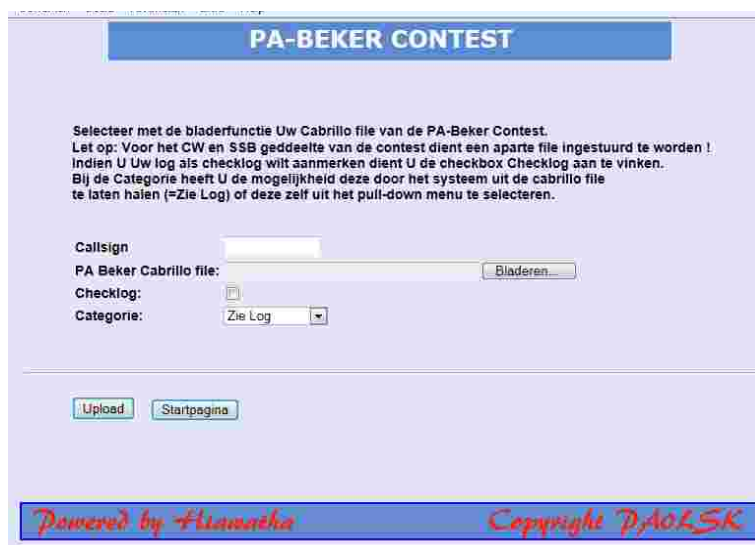 PA-BEKER CONTEST
Selecteer met de bladerfunctie Uw Cabrillo file van de PA-Beker Contest.
Let op: Voor het CW en SSB geddeelte van de contest dient een aparte file ingestuurd te worden !
Indien U Uw log als checklog wilt aanmerken dient U de checkbox Checklog aan te vinken.
Bij de Categorie heeft U de mogelijkheid deze door het systeem uit de cabrillo file
te laten halen (=Zie Log) of deze zelf uit het pull-down menu te selecteren.
Callsign
PA Beker Cabrillo file: Bladeren...
Checklog:
Categorie: Zie Log
Upload Startpagina
Powered by Hiawatha Copyright PA0LSK